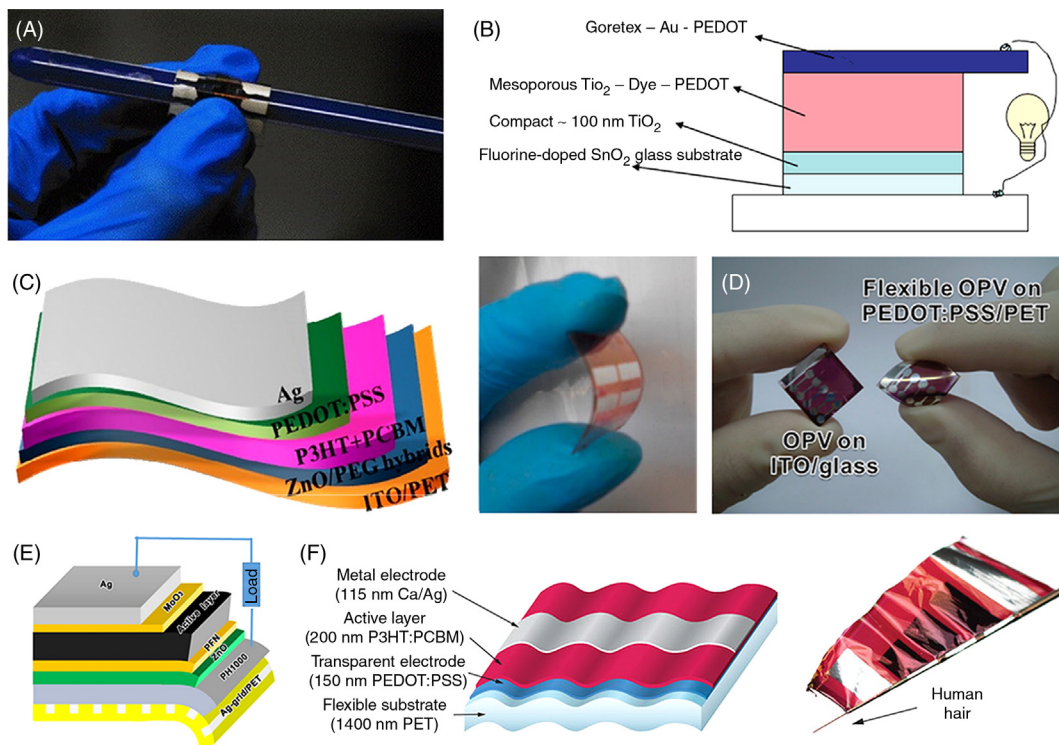 (A)
(B)
Goretex – Au - PEDOT
Mesoporous Tio₂ – Dye – PEDOT
Compact ~ 100 nm TiO₂
Fluorine-doped SnO₂ glass substrate
(C)
Ag
PEDOT:PSS
P3HT+PCBM
ZnO/PEG hybrids
ITO/PET
(D)
Flexible OPV on
PEDOT:PSS/PET
OPV on
ITO/glass
(E)
Ag
MoO₃
Active layer
PFN
ZnO
PH1000
Ag-grid/PET
Load
(F)
Metal electrode
(115 nm Ca/Ag)
Active layer
(200 nm P3HT:PCBM)
Transparent electrode
(150 nm PEDOT:PSS)
Flexible substrate
(1400 nm PET)
Human
hair